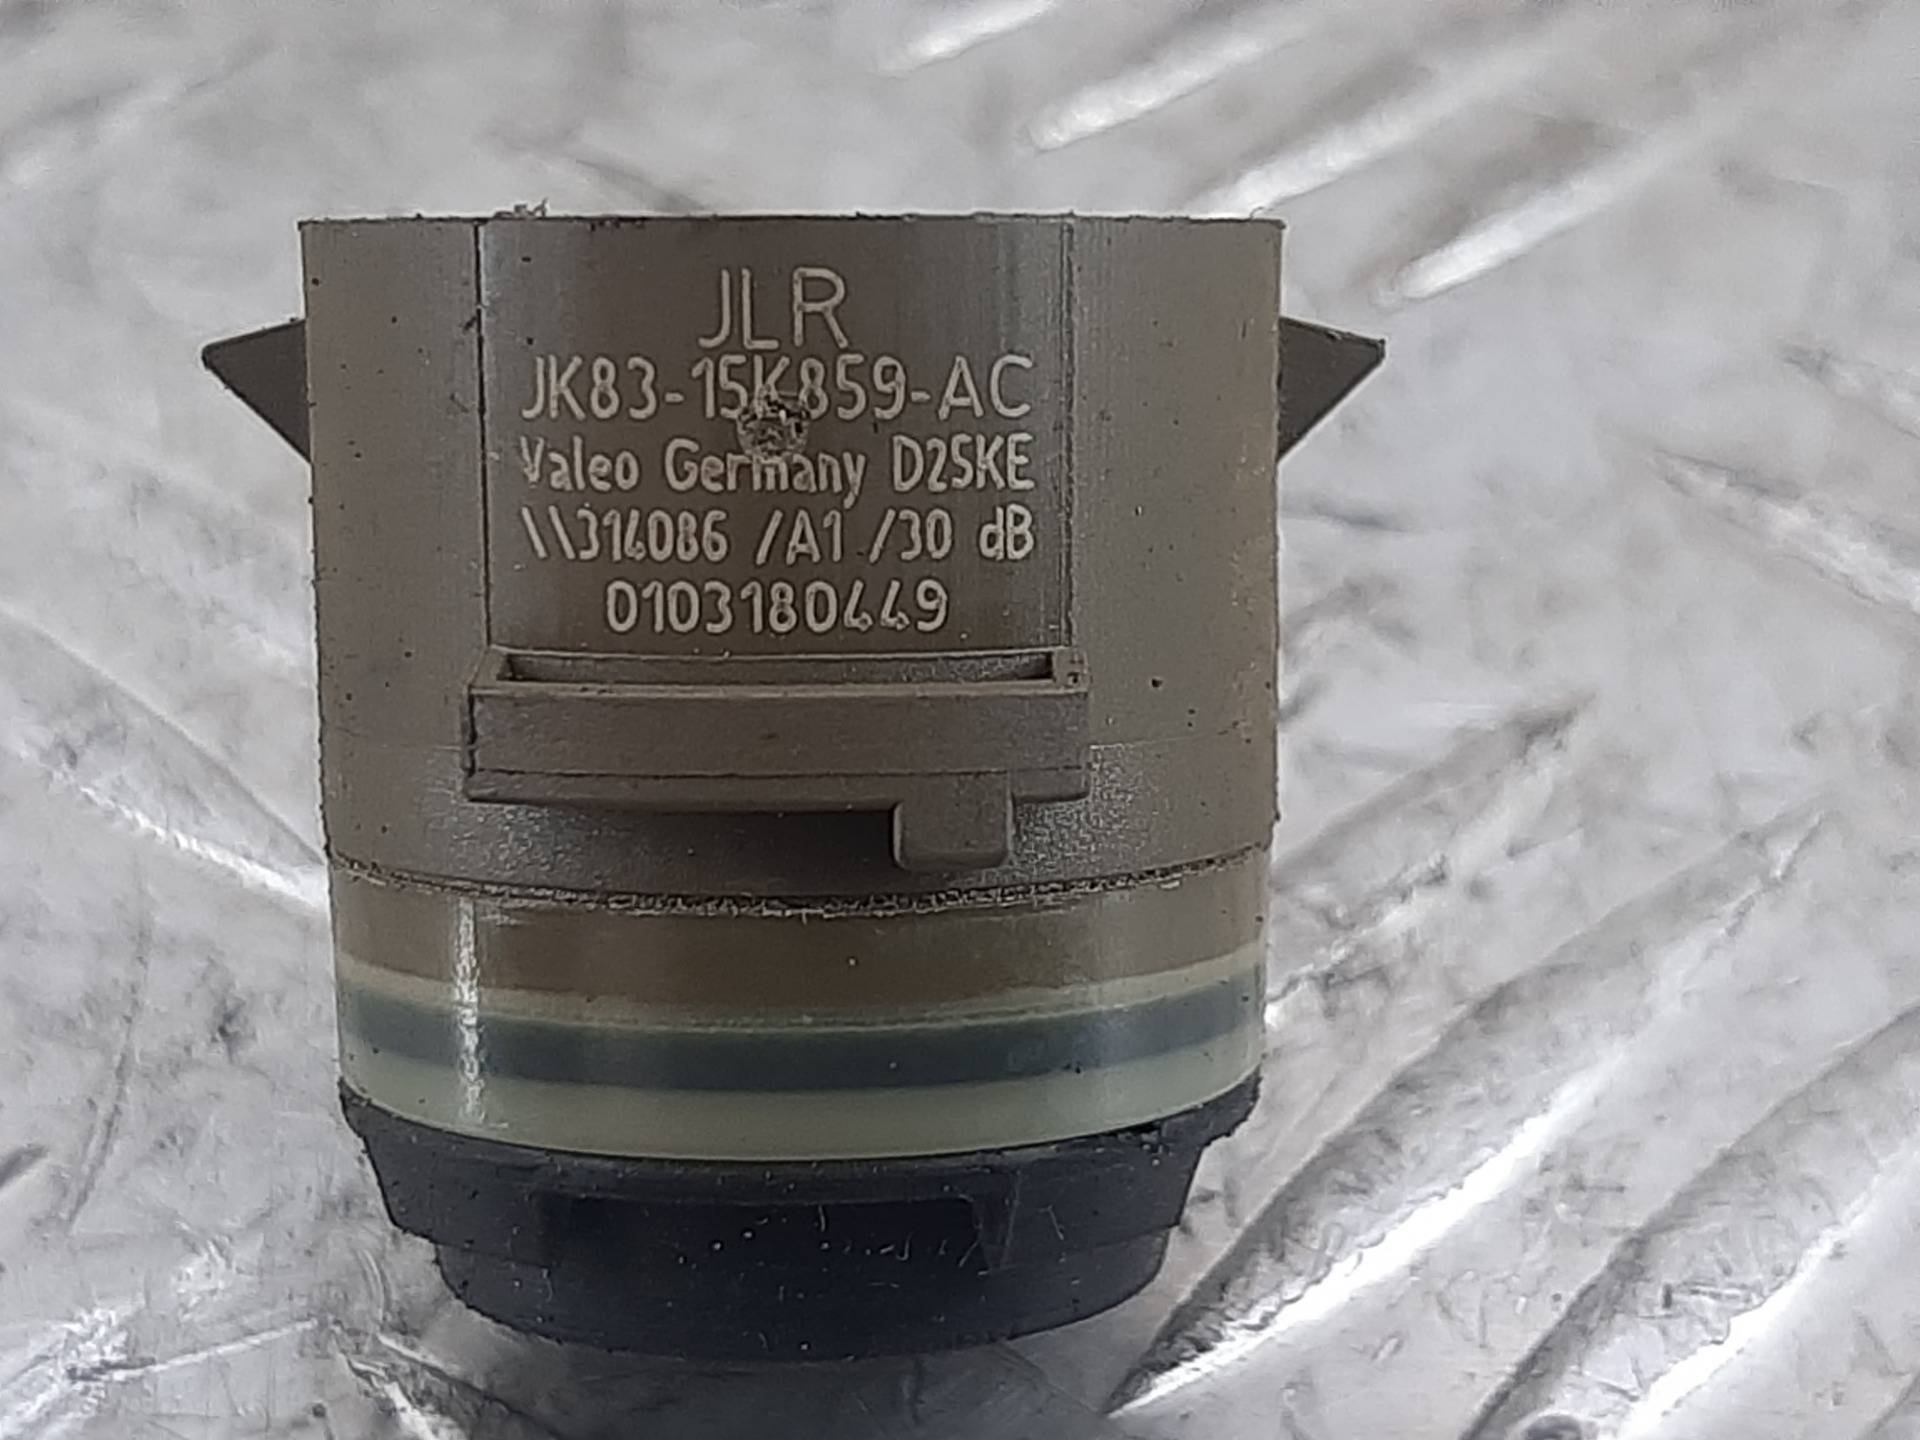 JLR
JK83-15K859-AC
Valeo Germany D2SKE
\\314086 /A1 /30 dB
0103180449